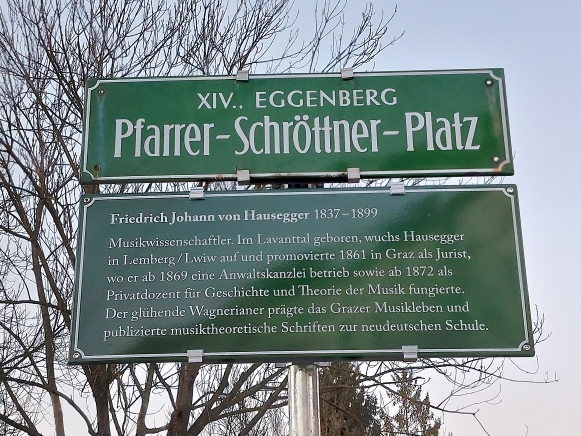 XIV., EGGENBERG
Pfarrer-Schröttner-Platz
Friedrich Johann von Hausegger 1837–1899
Musikwissenschaftler. Im Lavanttal geboren, wuchs Hausegger
in Lemberg/Lwiw auf und promovierte 1861 in Graz als Jurist,
wo er ab 1869 eine Anwaltskanzlei betrieb sowie ab 1872 als
Privatdozent für Geschichte und Theorie der Musik fungierte.
Der glühende Wagnerianer prägte das Grazer Musikleben und
publizierte musiktheoretische Schriften zur neudeutschen Schule.